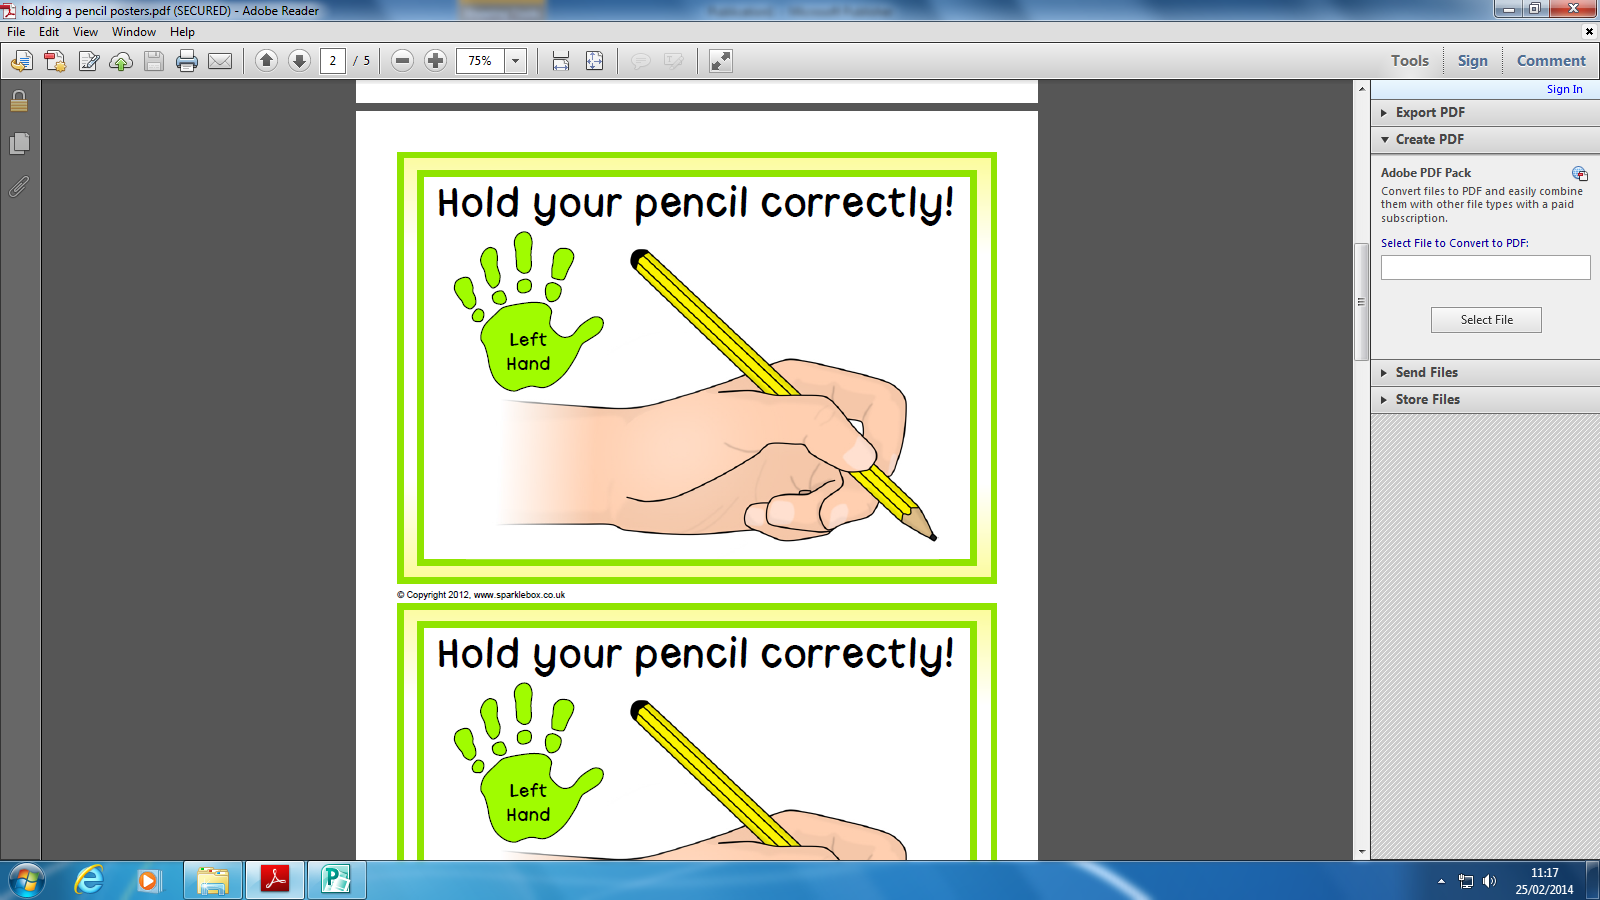 holding a pencil posters.pdf (SECURED) - Adobe Reader
File Edit View Window Help
2 / 5 75% Tools Sign Comment
Sign In
Export PDF
Create PDF
Adobe PDF Pack
Convert files to PDF and easily combine
them with other file types with a paid
subscription.
Select File to Convert to PDF:
Select File
Send Files
Store Files
Hold your pencil correctly!
Left
Hand
© Copyright 2012, www.sparklebox.co.uk
Hold your pencil correctly!
Left
Hand
11:17
25/02/2014